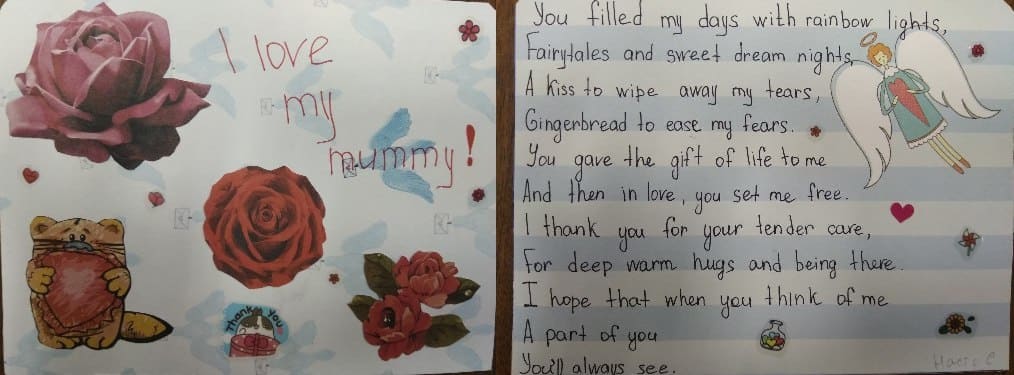 I love
my
mummy!
Thank you
You filled my days with rainbow lights,
Fairytales and sweet dream nights,
A Kiss to wipe away my tears,
Gingerbread to ease my fears.
You gave the gift of life to me
And then in love, you set me free.
I thank you for your tender care,
For deep warm hugs and being there.
I hope that when you think of me
A part of you
You'll always see.